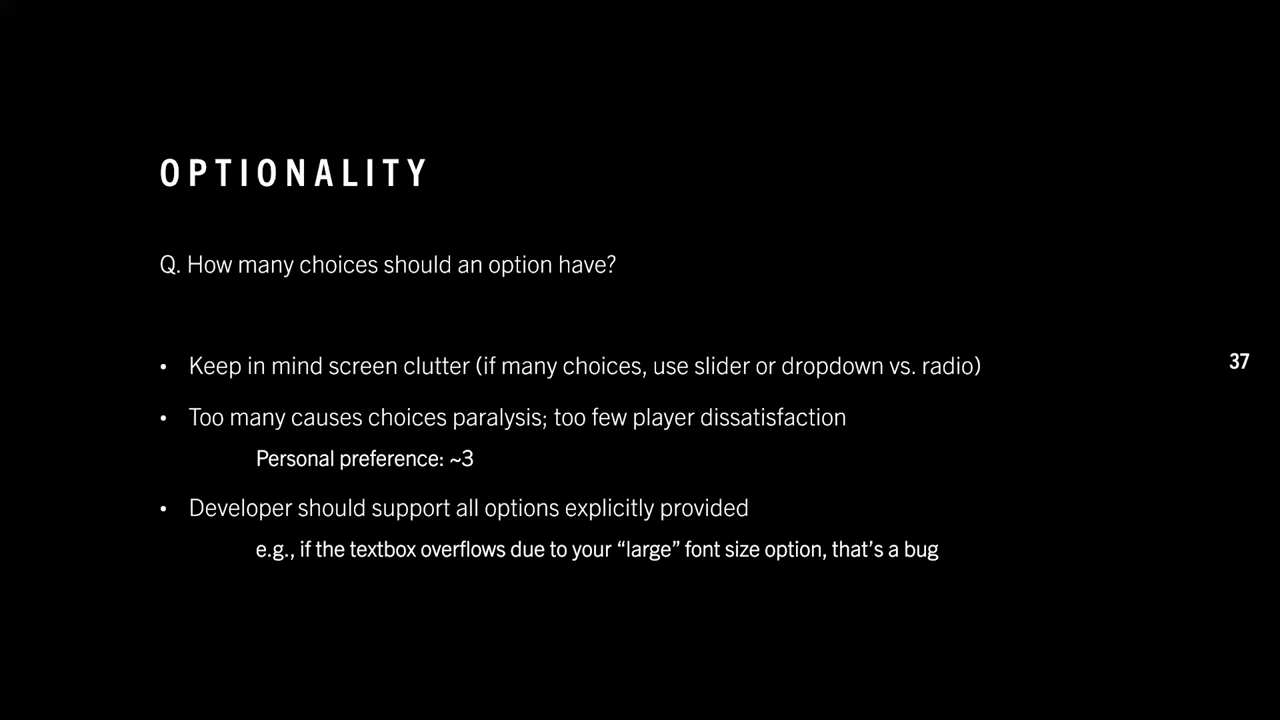 OPTIONALITY
Q. How many choices should an option have?
• Keep in mind screen clutter (if many choices, use slider or dropdown vs. radio)
37
• Too many causes choices paralysis; too few player dissatisfaction
Personal preference: ~3
• Developer should support all options explicitly provided
e.g., if the textbox overflows due to your “large” font size option, that’s a bug